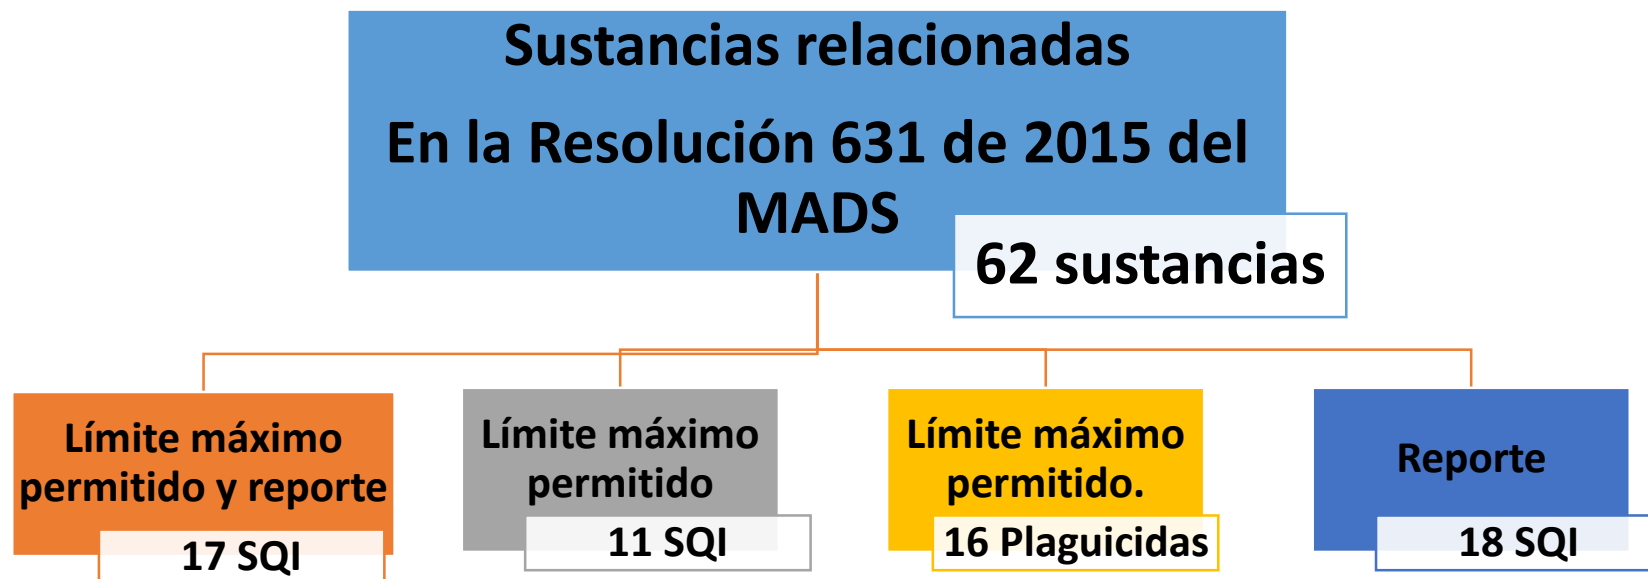 Sustancias relacionadas
En la Resolución 631 de 2015 del
MADS
62 sustancias
Límite máximo
permitido y reporte
17 SQI
Límite máximo
permitido
11 SQI
Límite máximo
permitido.
16 Plaguicidas
Reporte
18 SQI